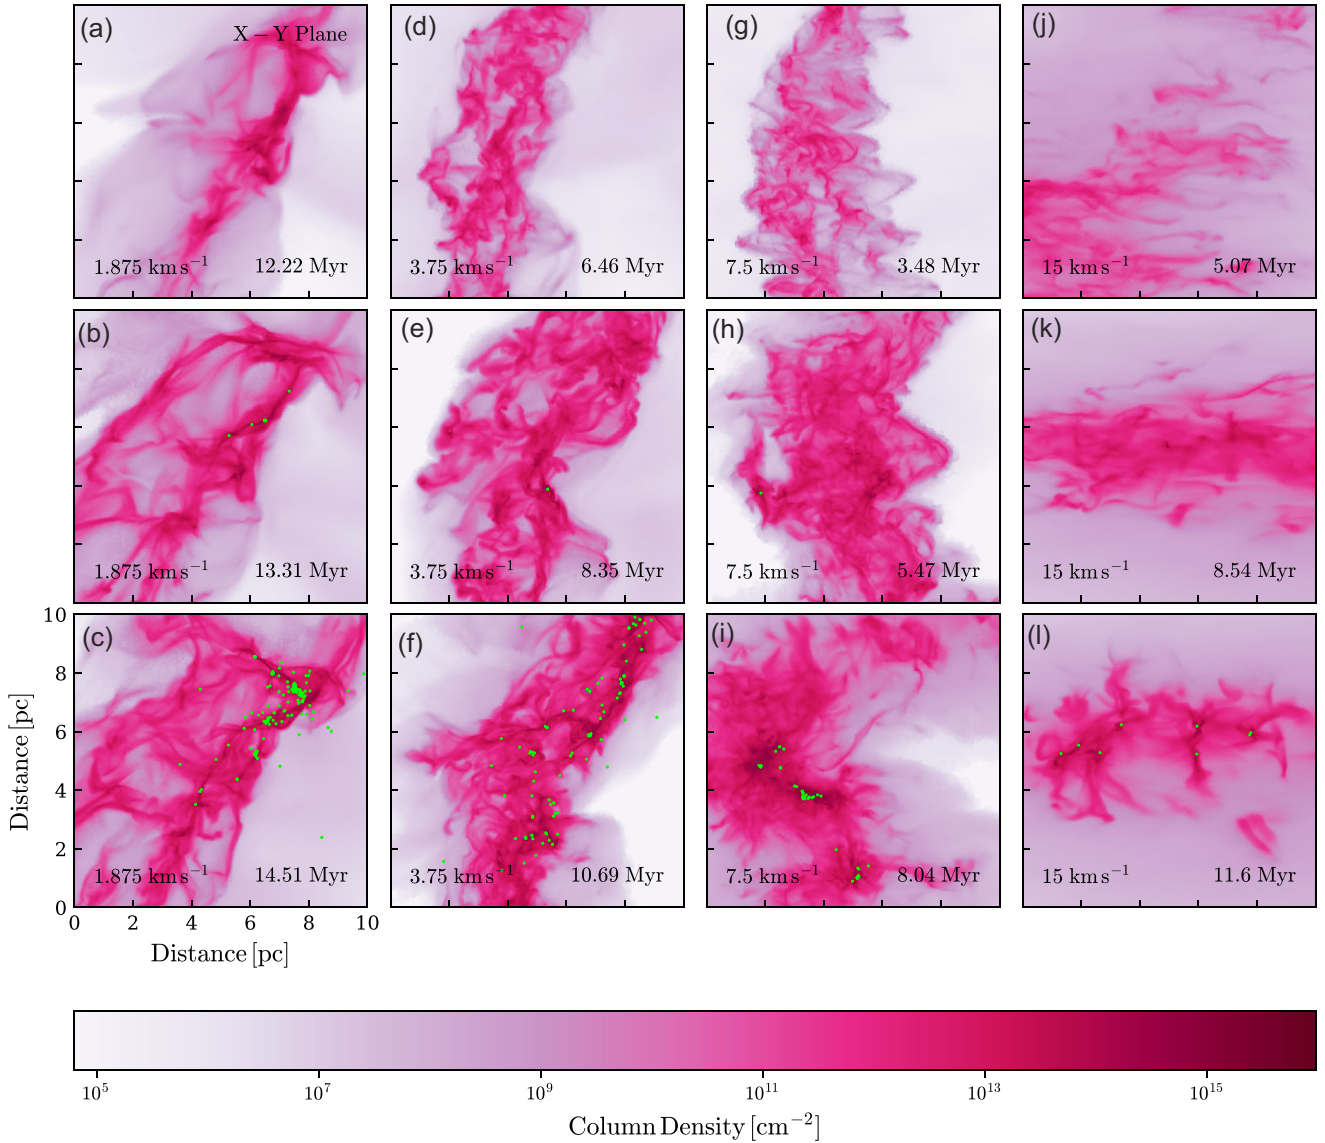 (a) X – Y Plane
1.875 km s⁻¹ 12.22 Myr
(d)
3.75 km s⁻¹ 6.46 Myr
(g)
7.5 km s⁻¹ 3.48 Myr
(j)
15 km s⁻¹ 5.07 Myr
(b)
1.875 km s⁻¹ 13.31 Myr
(e)
3.75 km s⁻¹ 8.35 Myr
(h)
7.5 km s⁻¹ 5.47 Myr
(k)
15 km s⁻¹ 8.54 Myr
(c)
1.875 km s⁻¹ 14.51 Myr
(f)
3.75 km s⁻¹ 10.69 Myr
(i)
7.5 km s⁻¹ 8.04 Myr
(l)
15 km s⁻¹ 11.6 Myr
10
8
6
4
2
0
Distance [pc]
0 2 4 6 8 10
Distance [pc]
10⁵ 10⁷ 10⁹ 10¹¹ 10¹³ 10¹⁵
Column Density [cm⁻²]